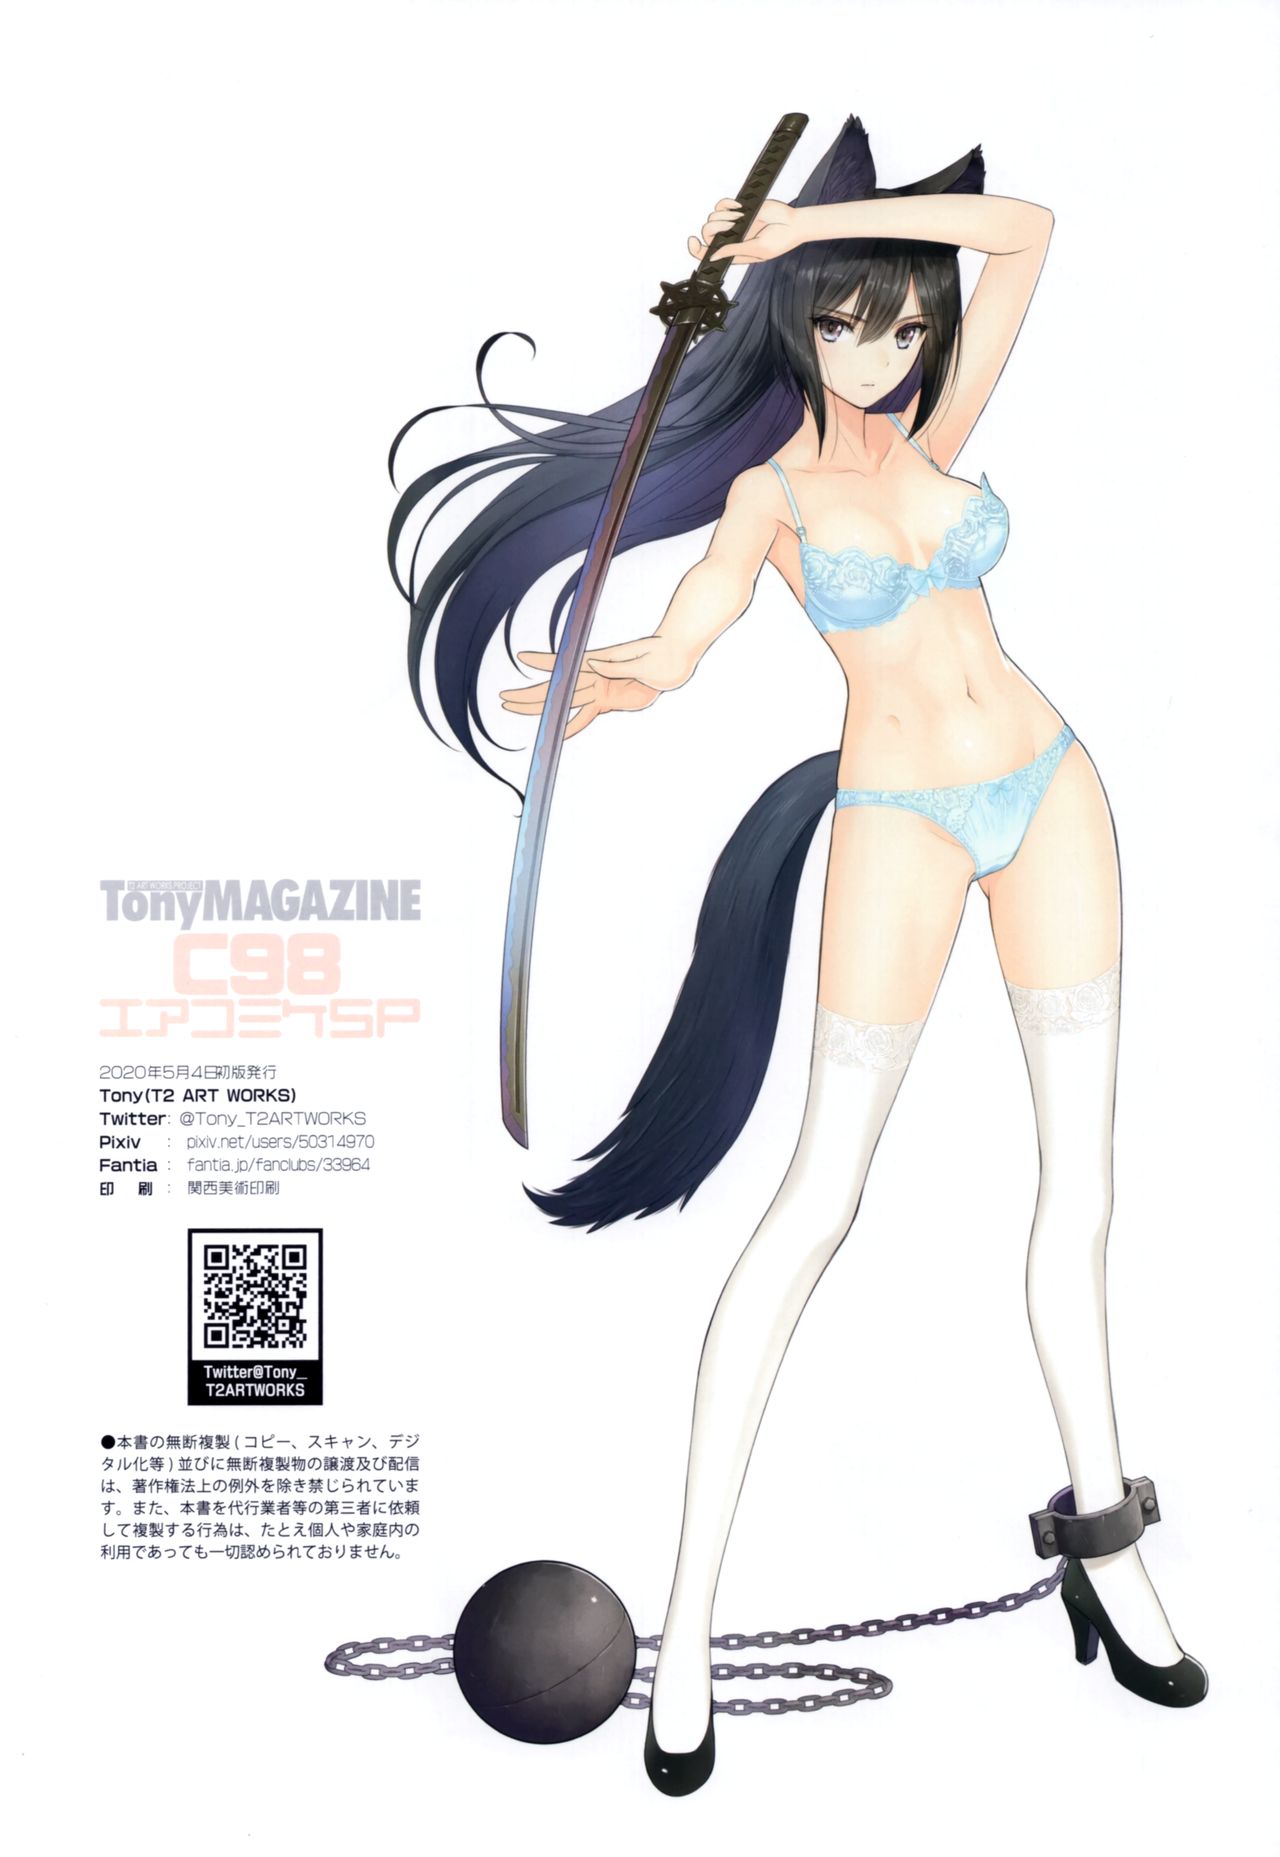 T2 ART WORKS PROJECT
TonyMAGAZINE
C98
エアコミケSP
2020年5月4日初版発行
Tony(T2 ART WORKS)
Twitter: @Tony_T2ARTWORKS
Pixiv : pixiv.net/users/50314970
Fantia : fantia.jp/fanclubs/33964
印 刷 : 関西美術印刷
Twitter@Tony_
T2ARTWORKS
●本書の無断複製(コピー、スキャン、デジ
タル化等)並びに無断複製物の譲渡及び配信
は、著作権法上の例外を除き禁じられていま
す。また、本書を代行業者等の第三者に依頼
して複製する行為は、たとえ個人や家庭内の
利用であっても一切認められておりません。